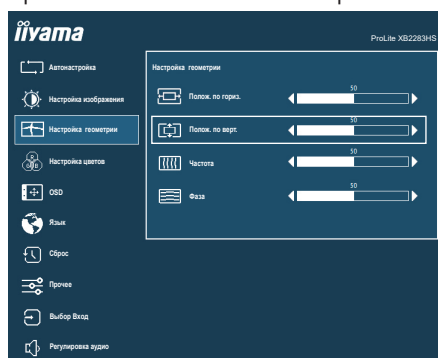 iiyama
ProLite XB2283HS
Автонастройка
Настройка изображения
Настройка геометрии
Настройка цветов
OSD
Язык
Сброс
Прочее
Выбор Вход
Регулировка аудио
Настройка геометрии
Полож. по гориз.
50
Полож. по верт.
50
Частота
50
Фаза
50